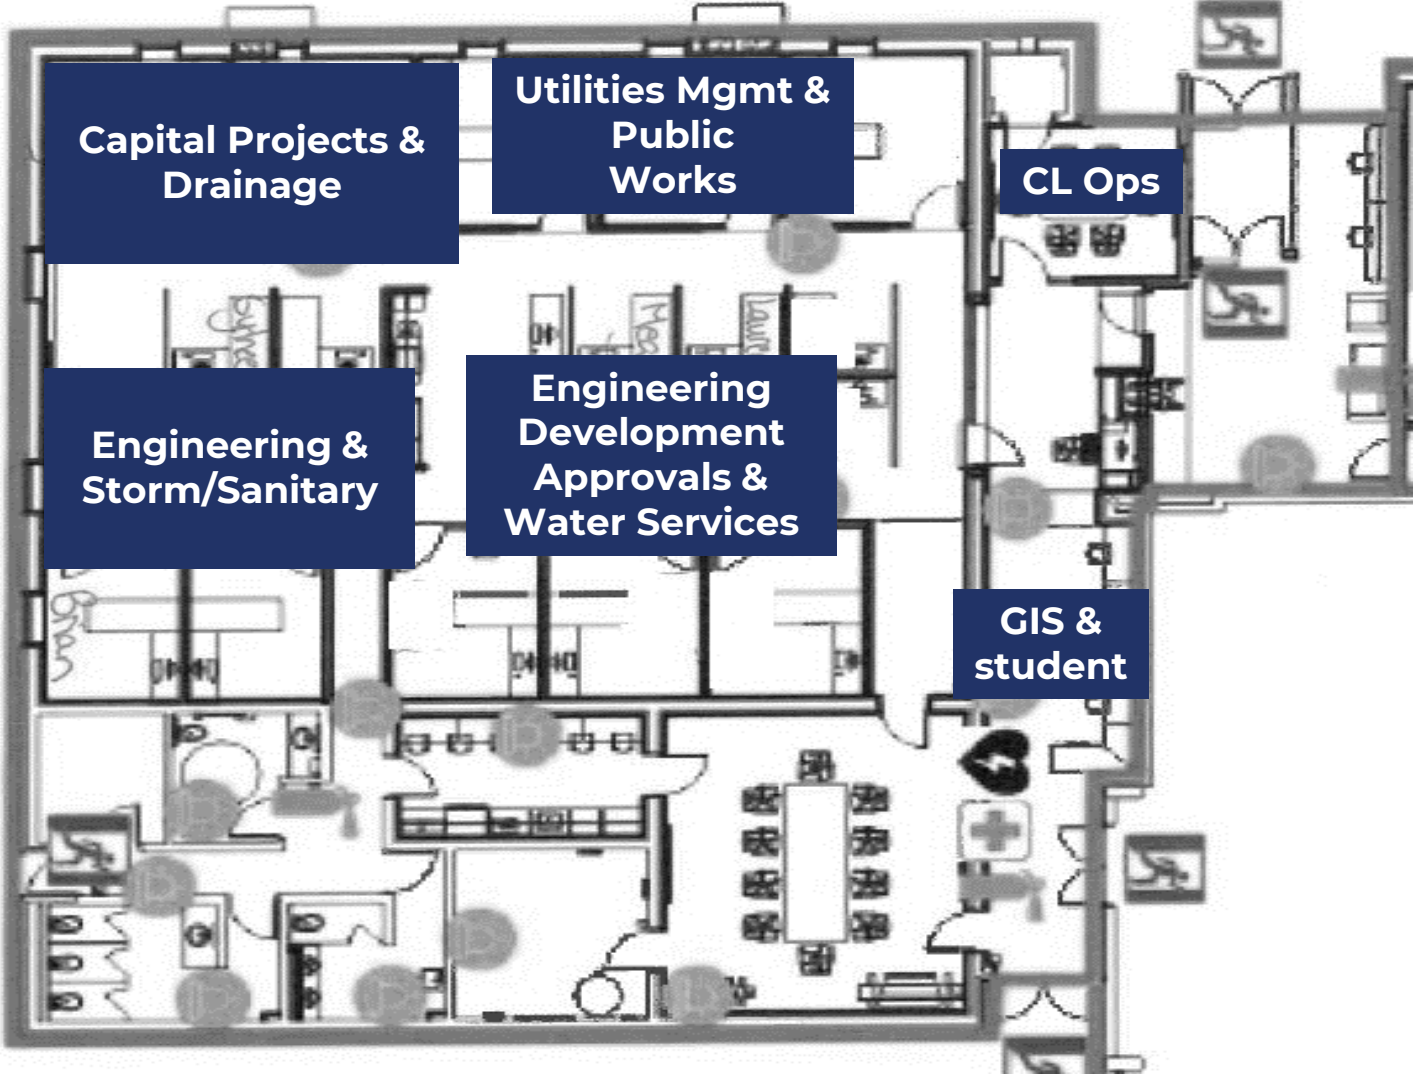 Capital Projects &
Drainage
Utilities Mgmt &
Public
Works
CL Ops
Engineering &
Storm/Sanitary
Engineering
Development
Approvals &
Water Services
GIS &
student